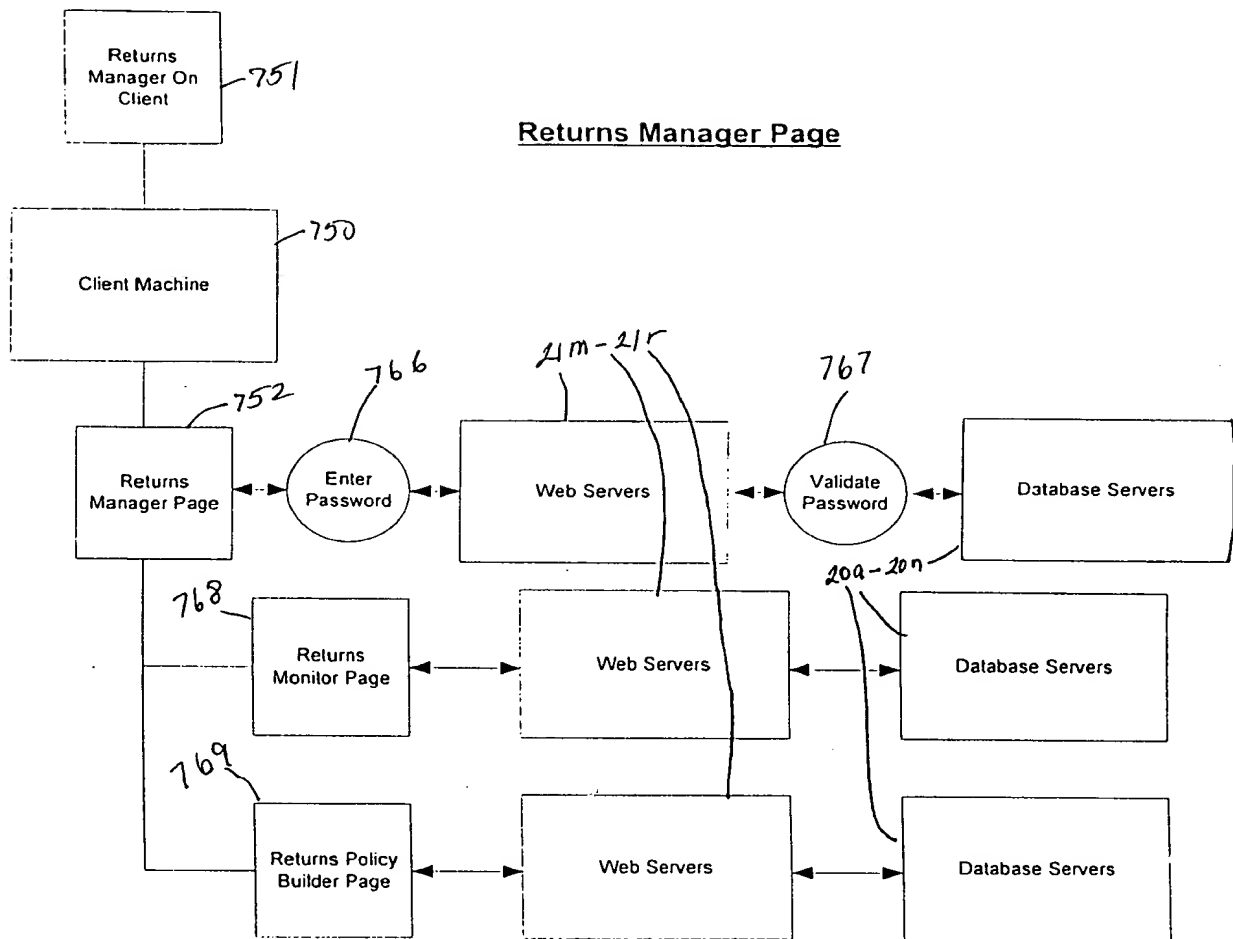 Returns
Manager On
Client
751
Returns Manager Page
750
Client Machine
21m-21r
766
767
752
Returns
Manager Page
Enter
Password
Web Servers
Validate
Password
Database Servers
20a-20n
768
Returns
Monitor Page
Web Servers
Database Servers
769
Returns Policy
Builder Page
Web Servers
Database Servers